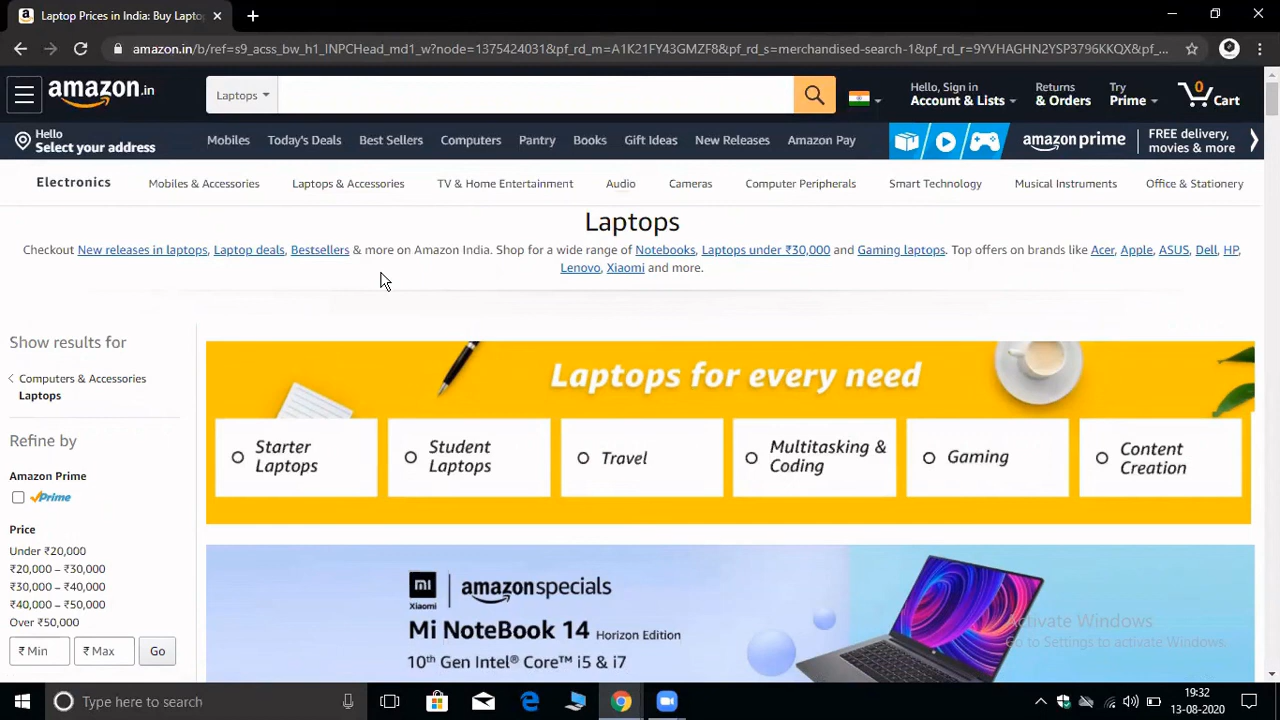 Laptop Prices in India: Buy Lapto
amazon.in/b/ref=s9_acss_bw_h1_INPCHead_md1_w?node=1375424031&pf_rd_m=A1K21FY43GMZF8&pf_rd_s=merchandised-search-1&pf_rd_r=9YVHAGHN2YSP3796KKQX&pf_rd_p=...
amazon.in
Laptops
Hello, Sign in
Account & Lists
Returns
& Orders
Try
Prime
0
Cart
Hello
Select your address
Mobiles Today's Deals Best Sellers Computers Pantry Books Gift Ideas New Releases Amazon Pay
amazon prime
FREE delivery,
movies & more
Electronics Mobiles & Accessories Laptops & Accessories TV & Home Entertainment Audio Cameras Computer Peripherals Smart Technology Musical Instruments Office & Stationery
Laptops
Checkout New releases in laptops, Laptop deals, Bestsellers & more on Amazon India. Shop for a wide range of Notebooks, Laptops under ₹30,000 and Gaming laptops. Top offers on brands like Acer, Apple, ASUS, Dell, HP,
Lenovo, Xiaomi and more.
Show results for
Computers & Accessories
Laptops
Refine by
Amazon Prime
Prime
Price
Under ₹20,000
₹20,000 – ₹30,000
₹30,000 – ₹40,000
₹40,000 – ₹50,000
Over ₹50,000
₹ Min ₹ Max Go
Laptops for every need
Starter
Laptops
Student
Laptops
Travel
Multitasking &
Coding
Gaming
Content
Creation
mi
Xiaomi
amazonspecials
Mi NoteBook 14 Horizon Edition
10th Gen Intel® Core™ i5 & i7
Activate Windows
Go to Settings to activate Windows.
Type here to search
19:32
13-08-2020